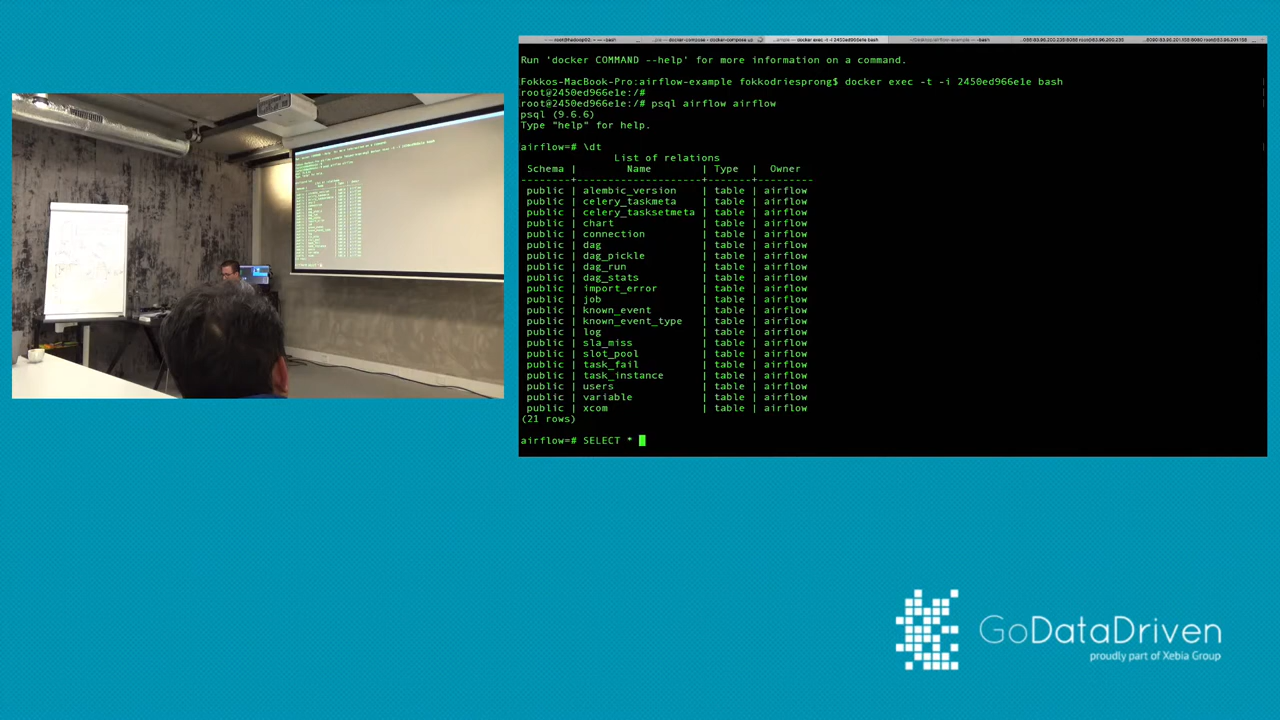 Run 'docker COMMAND --help' for more information on a command.
Fokkos-MacBook-Pro:airflow-example fokkodriesprong$ docker exec -t -i 2450ed966e1e bash
root@2450ed966e1e:/#
root@2450ed966e1e:/# psql airflow airflow
psql (9.6.6)
Type "help" for help.
airflow=# \dt
List of relations
Schema | Name | Type | Owner
--------+--------------------+-------+---------
public | alembic_version | table | airflow
public | celery_taskmeta | table | airflow
public | celery_tasksetmeta | table | airflow
public | chart | table | airflow
public | connection | table | airflow
public | dag | table | airflow
public | dag_pickle | table | airflow
public | dag_run | table | airflow
public | dag_stats | table | airflow
public | import_error | table | airflow
public | job | table | airflow
public | known_event | table | airflow
public | known_event_type | table | airflow
public | log | table | airflow
public | sla_miss | table | airflow
public | slot_pool | table | airflow
public | task_fail | table | airflow
public | task_instance | table | airflow
public | users | table | airflow
public | variable | table | airflow
public | xcom | table | airflow
(21 rows)
airflow=# SELECT *
GoDataDriven
proudly part of Xebia Group